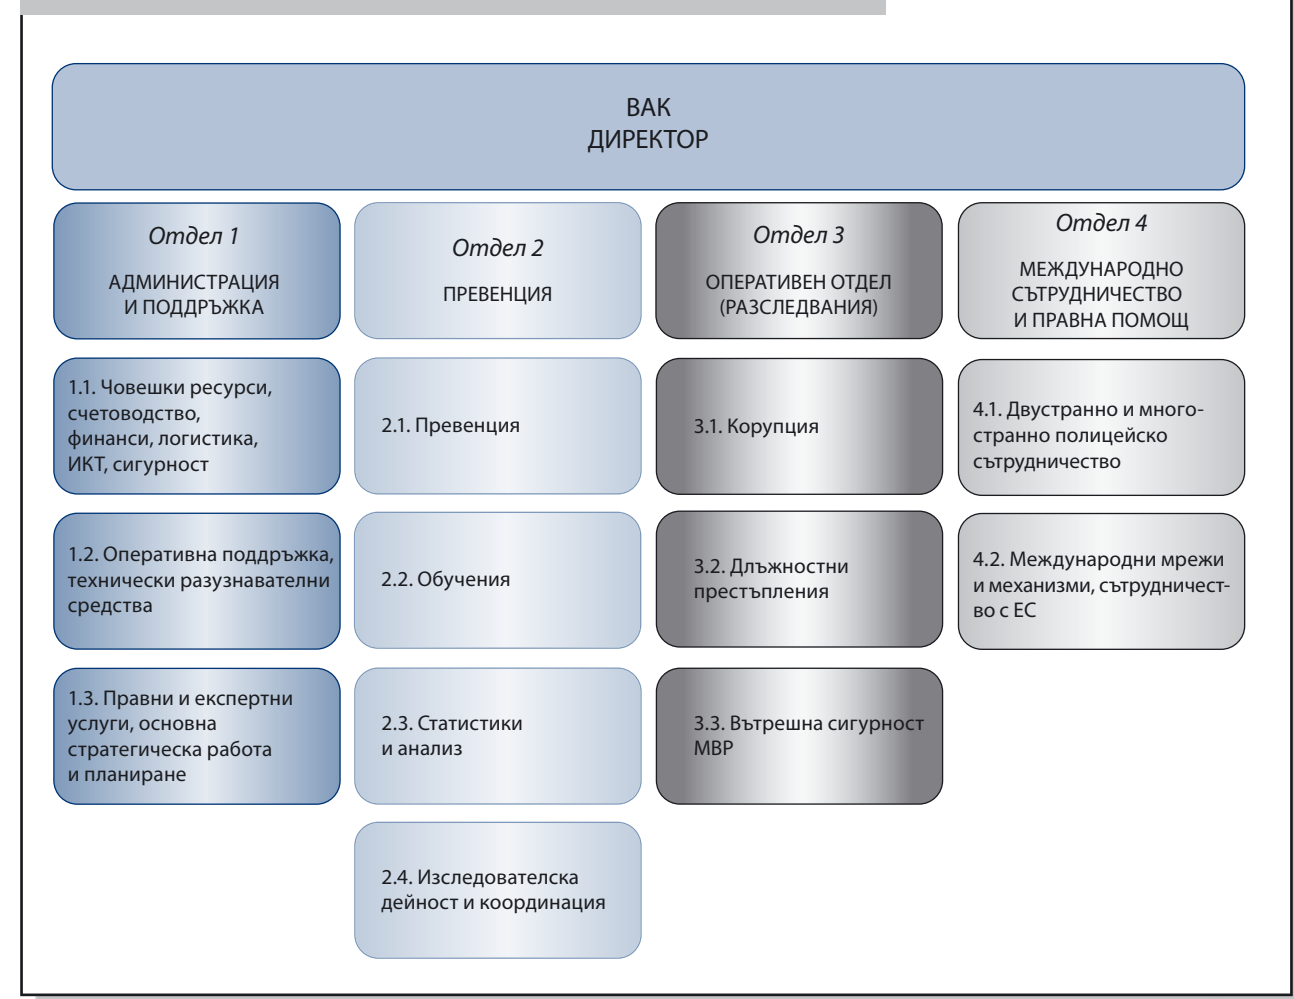 ВАК
ДИРЕКТОР
Отдел 1
АДМИНИСТРАЦИЯ
И ПОДДРЪЖКА
1.1. Човешки ресурси,
счетоводство,
финанси, логистика,
ИКТ, сигурност
1.2. Оперативна поддръжка,
технически разузнавателни
средства
1.3. Правни и експертни
услуги, основна
стратегическа работа
и планиране
Отдел 2
ПРЕВЕНЦИЯ
2.1. Превенция
2.2. Обучения
2.3. Статистики
и анализ
2.4. Изследователска
дейност и координация
Отдел 3
ОПЕРАТИВЕН ОТДЕЛ
(РАЗСЛЕДВАНИЯ)
3.1. Корупция
3.2. Длъжностни
престъпления
3.3. Вътрешна сигурност
МВР
Отдел 4
МЕЖДУНАРОДНО
СЪТРУДНИЧЕСТВО
И ПРАВНА ПОМОЩ
4.1. Двустранно и много-
странно полицейско
сътрудничество
4.2. Международни мрежи
и механизми, сътрудничест-
во с ЕС